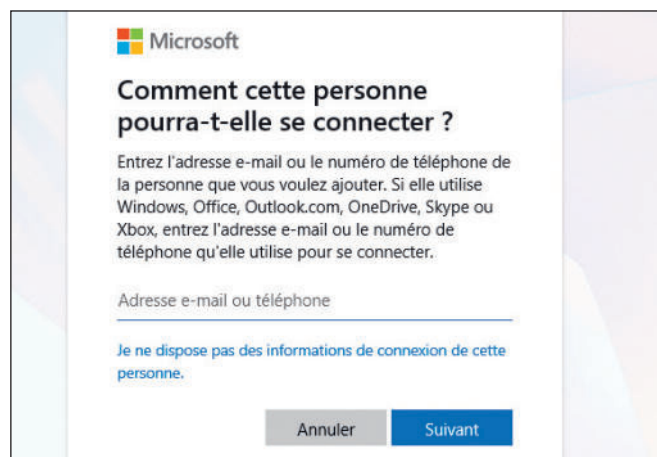 Microsoft
Comment cette personne
pourra-t-elle se connecter ?
Entrez l'adresse e-mail ou le numéro de téléphone de
la personne que vous voulez ajouter. Si elle utilise
Windows, Office, Outlook.com, OneDrive, Skype ou
Xbox, entrez l'adresse e-mail ou le numéro de
téléphone qu'elle utilise pour se connecter.
Adresse e-mail ou téléphone
Je ne dispose pas des informations de connexion de cette
personne.
Annuler Suivant